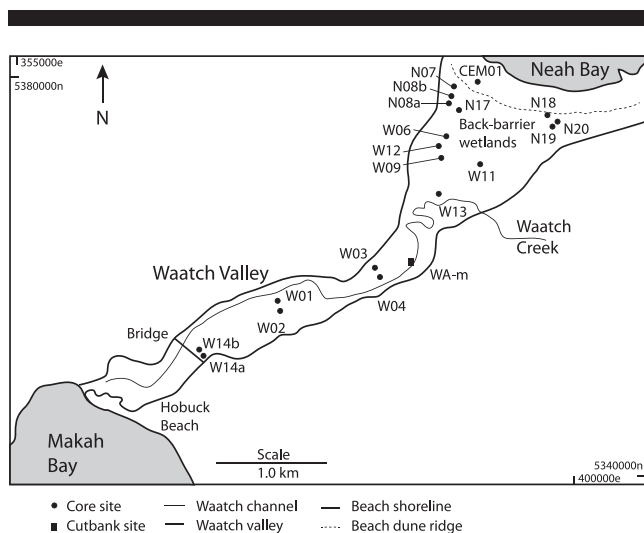 355000e
5380000n
N
N07
CEM01
Neah Bay
N08b
N08a
N17
N18
N20
N19
Back-barrier
wetlands
W06
W12
W09
W11
W13
Waatch
Creek
W03
WA-m
W04
Waatch Valley
W01
W02
Bridge
W14b
W14a
Hobuck
Beach
Makah
Bay
Scale
1.0 km
5340000n
400000e
Core site
Waatch channel
Beach shoreline
Cutbank site
Waatch valley
Beach dune ridge